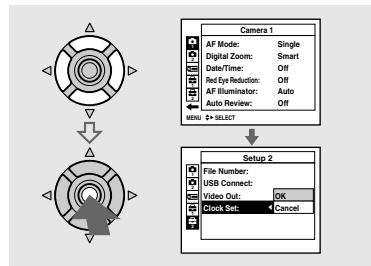 Camera 1
AF Mode: Single
Digital Zoom: Smart
Date/Time: Off
Red Eye Reduction: Off
AF Illuminator: Auto
Auto Review: Off
MENU SELECT
Setup 2
File Number:
USB Connect:
Video Out: OK
Clock Set: Cancel